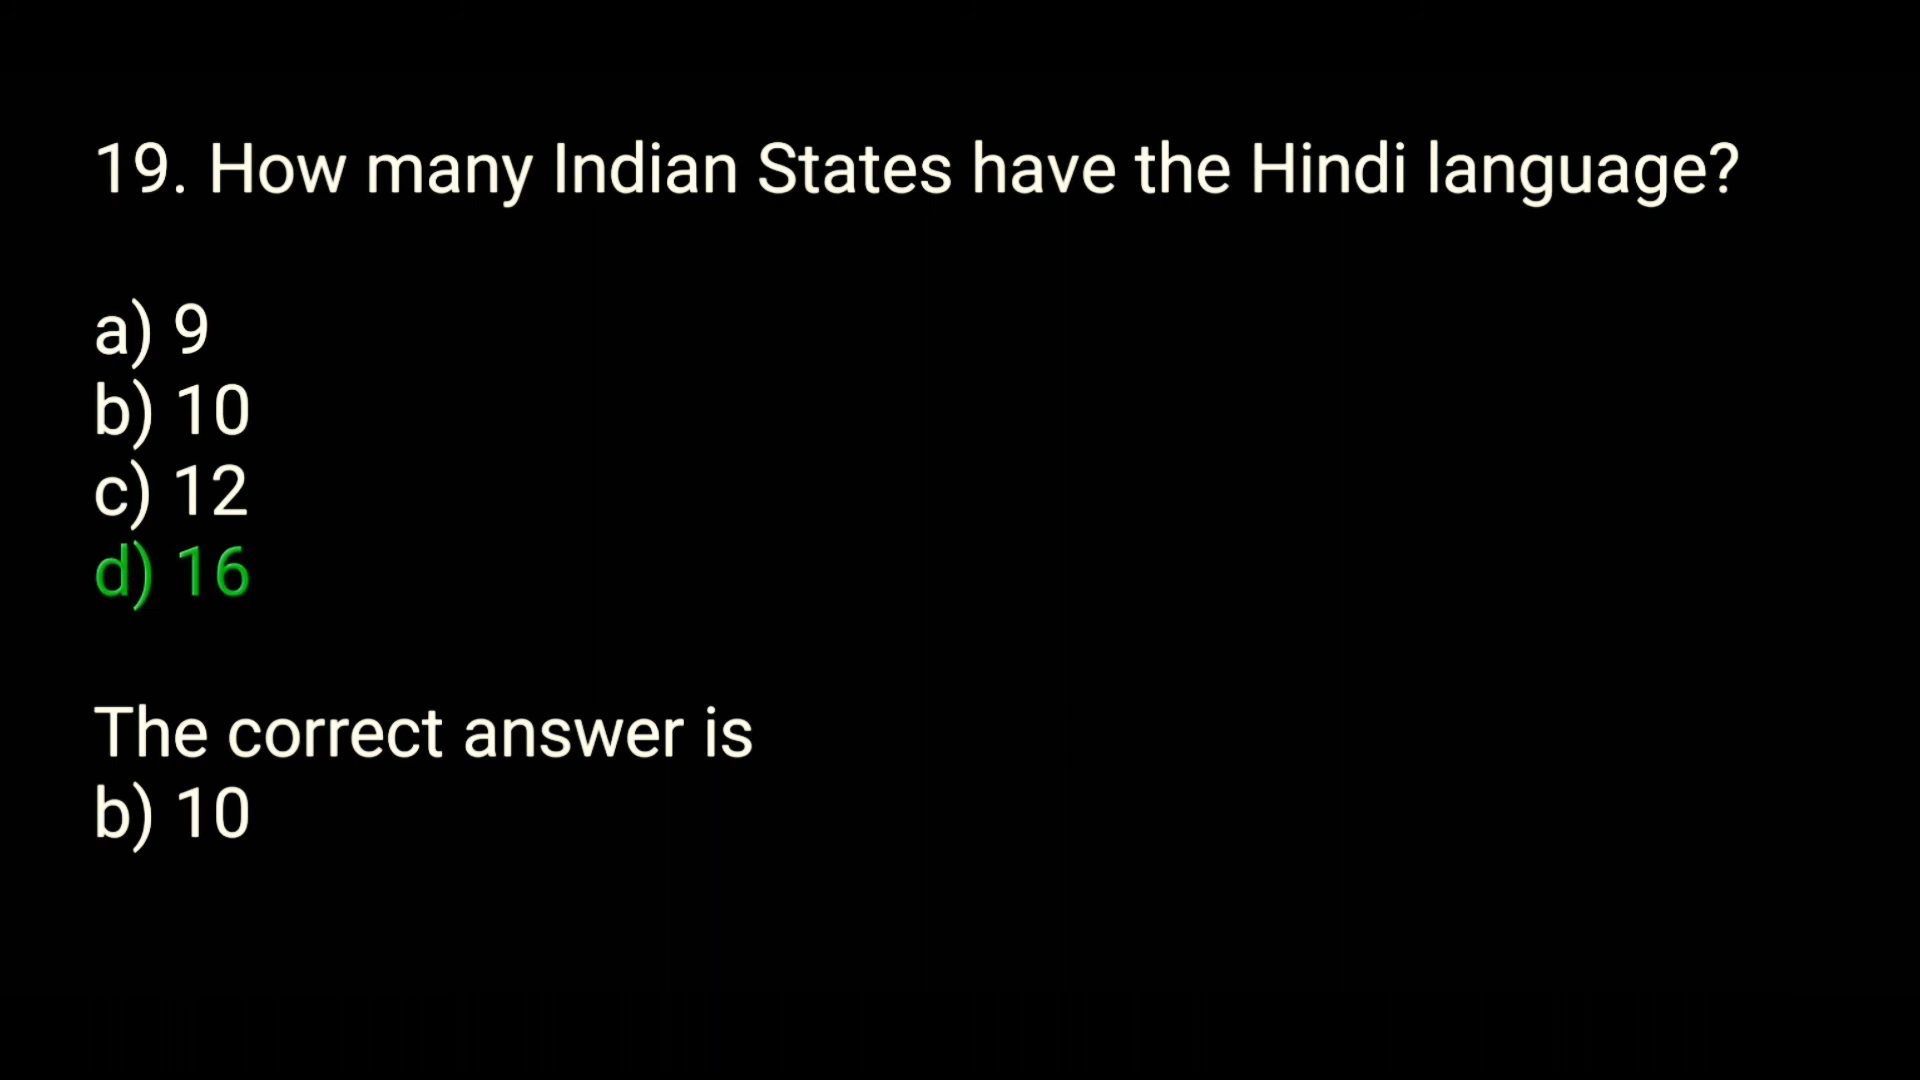 19. How many Indian States have the Hindi language?
a) 9
b) 10
c) 12
d) 16
The correct answer is
b) 10